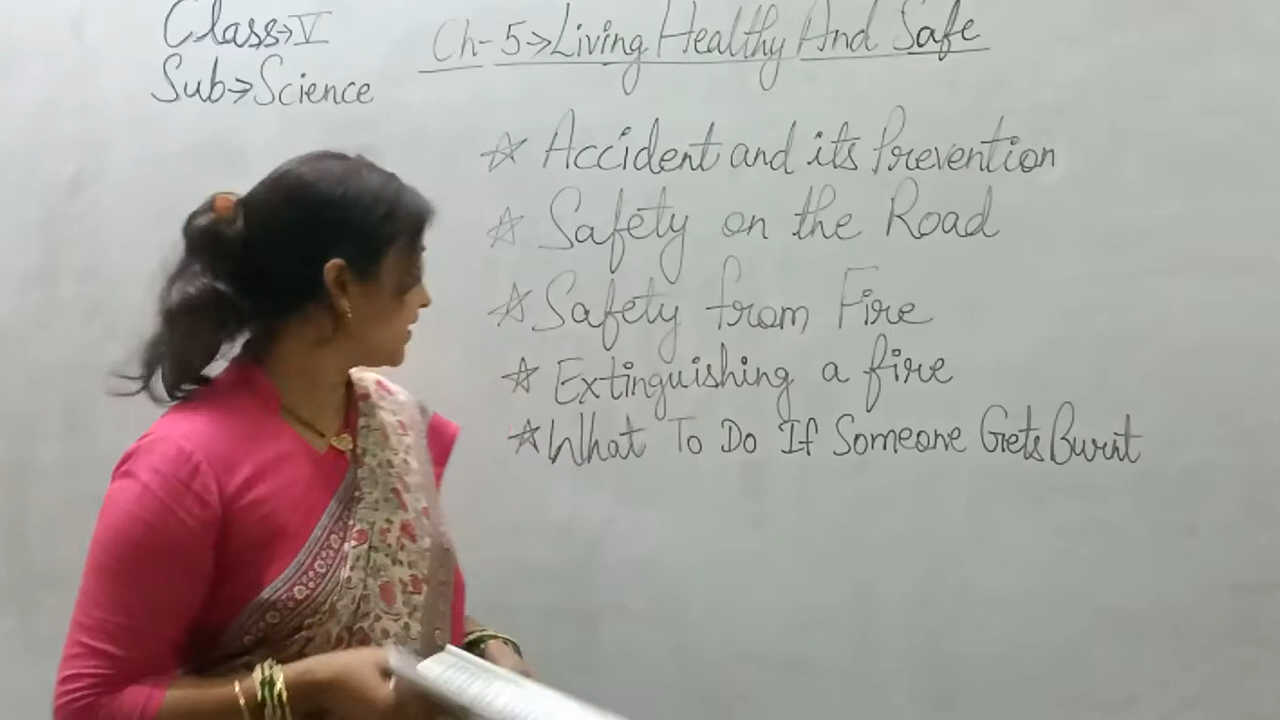 Class→V
Sub→Science
Ch-5→Living Healthy And Safe
☆ Accident and its Prevention
☆ Safety on the Road
☆ Safety from Fire
☆ Extinguishing a fire
☆ What To Do If Someone Gets Burnt